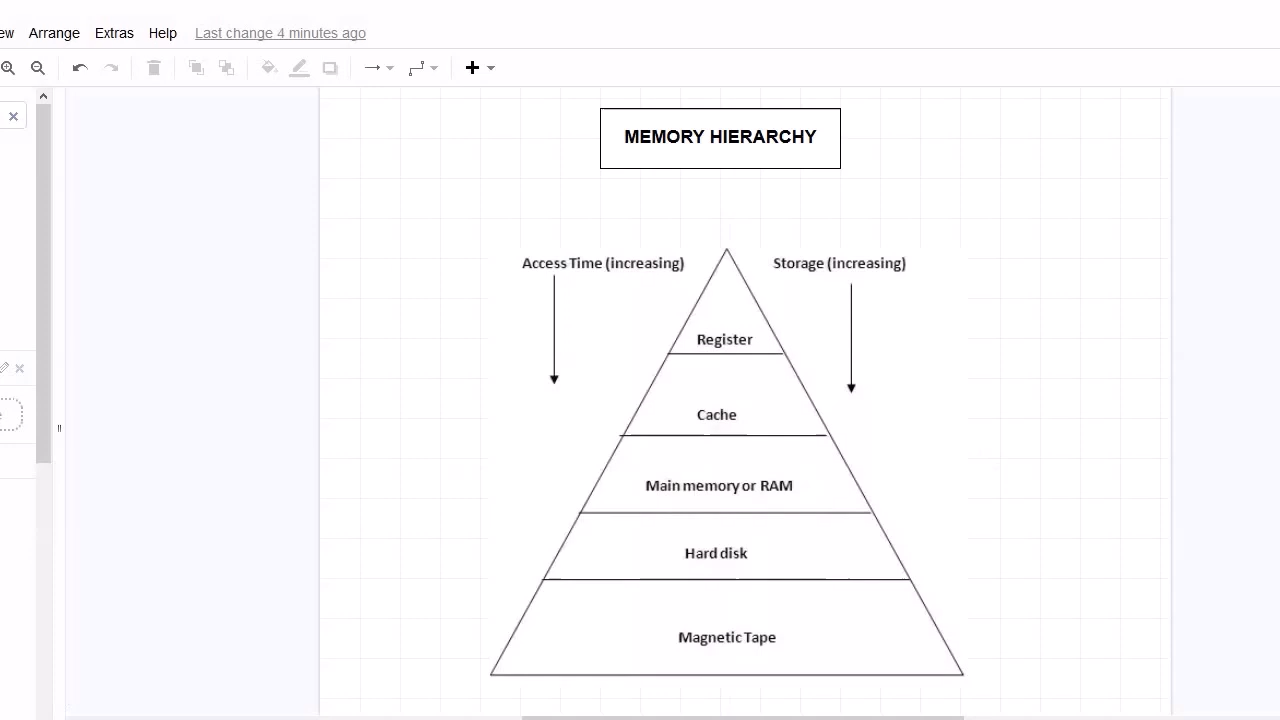 ew Arrange Extras Help Last change 4 minutes ago
MEMORY HIERARCHY
Access Time (increasing) Storage (increasing)
Register
Cache
Main memory or RAM
Hard disk
Magnetic Tape